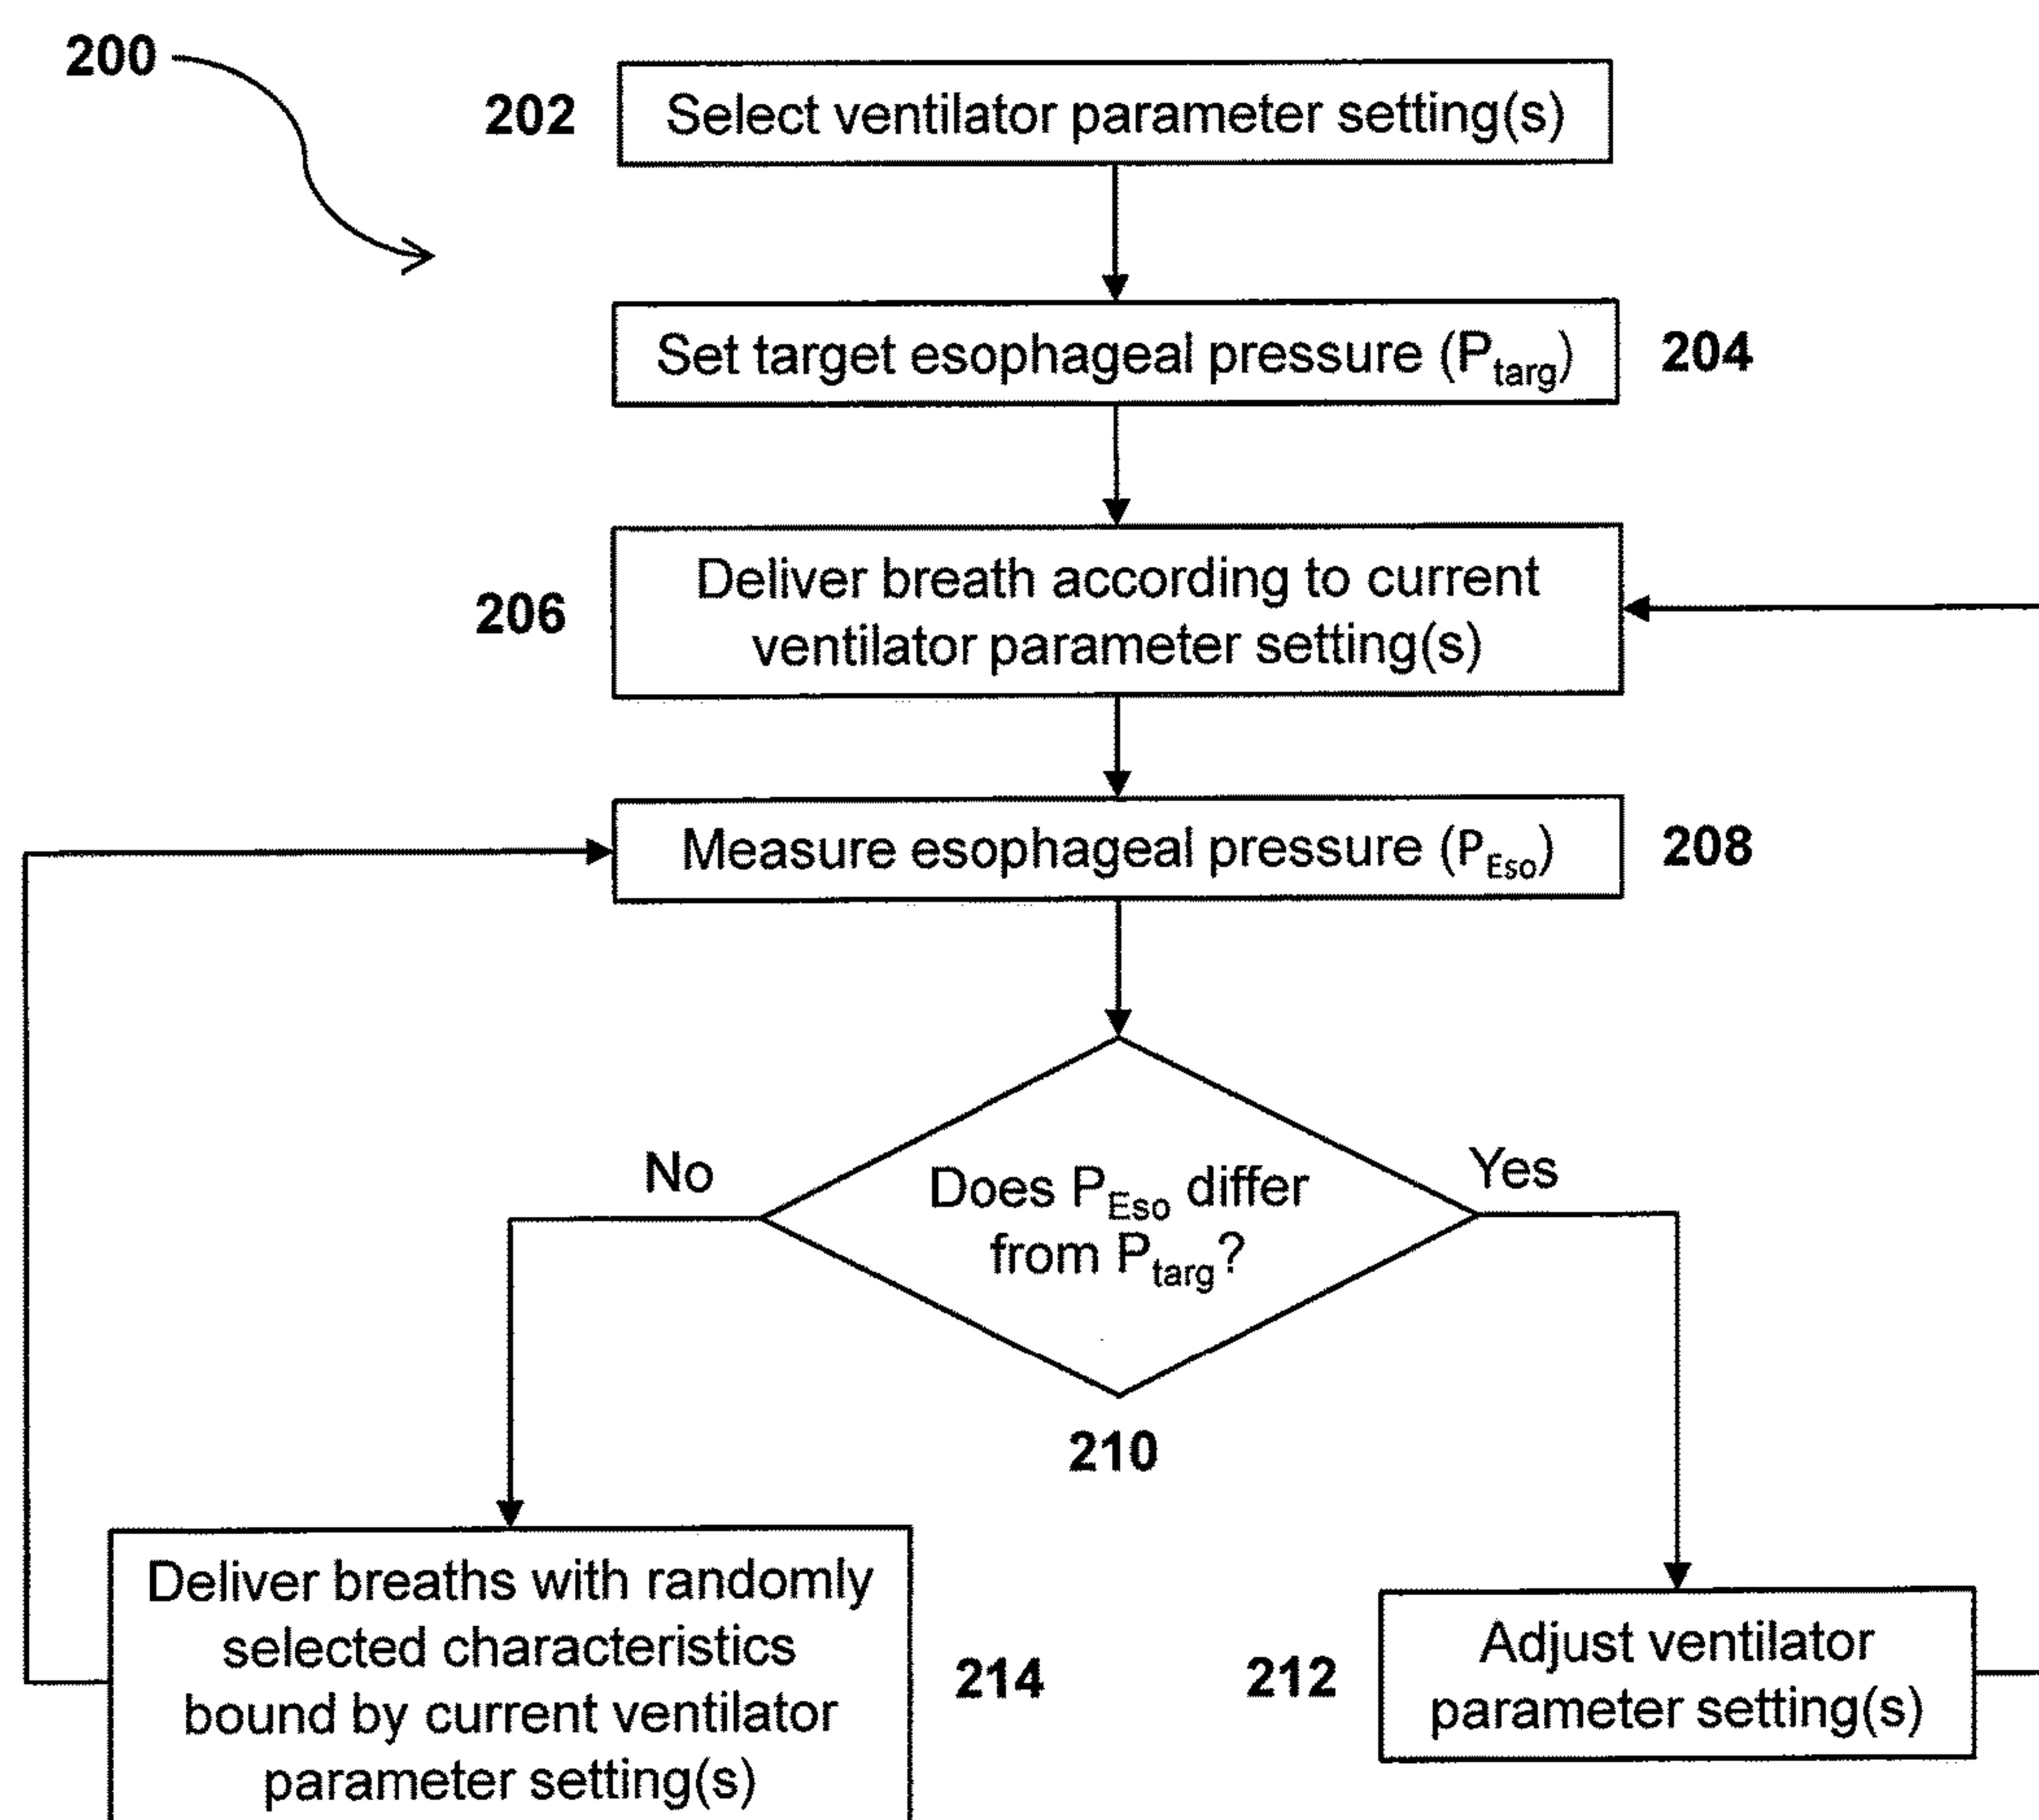 200
202
Select ventilator parameter setting(s)
Set target esophageal pressure (Ptarg)
204
206
Deliver breath according to current
ventilator parameter setting(s)
Measure esophageal pressure (PEso)
208
No
Yes
Does PEso differ
from Ptarg?
210
Deliver breaths with randomly
selected characteristics
bound by current ventilator
parameter setting(s)
214
212
Adjust ventilator
parameter setting(s)